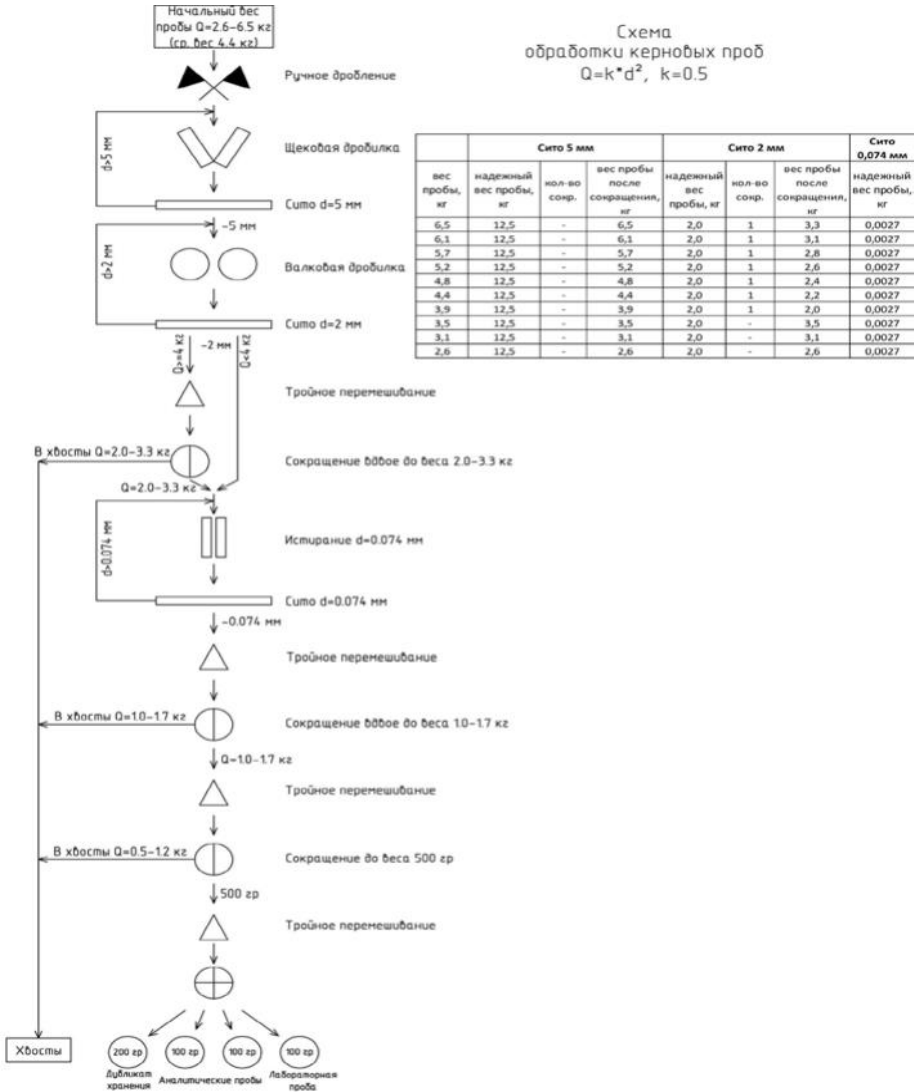 Начальный вес
пробы Q=2.6-6.5 кг
(ср. вес 4.4 кг)
Схема
обработки керновых проб
Q=k*d², k=0.5
Ручное дробление
d>5 мм
Щековая дробилка
Сито d=5 мм
-5 мм
d>2 мм
Валковая дробилка
Сито d=2 мм
Q>=4 кг
-2 мм
Q<4 кг
Сито 5 мм
Сито 2 мм
Сито
0,074 мм
вес
пробы,
кг
надежный
вес пробы,
кг
кол-во
сокр.
вес пробы
после
сокращения,
кг
надежный
вес
пробы, кг
кол-во
сокр.
вес пробы
после
сокращения,
кг
надежный
вес пробы,
кг
6,5 12,5 - 6,5 2,0 1 3,3 0,0027
6,1 12,5 - 6,1 2,0 1 3,1 0,0027
5,7 12,5 - 5,7 2,0 1 2,8 0,0027
5,2 12,5 - 5,2 2,0 1 2,6 0,0027
4,8 12,5 - 4,8 2,0 1 2,4 0,0027
4,4 12,5 - 4,4 2,0 1 2,2 0,0027
3,9 12,5 - 3,9 2,0 1 2,0 0,0027
3,5 12,5 - 3,5 2,0 - 3,5 0,0027
3,1 12,5 - 3,1 2,0 - 3,1 0,0027
2,6 12,5 - 2,6 2,0 - 2,6 0,0027
Тройное перемешивание
В хвосты Q=2.0-3.3 кг
Сокращение вдвое до веса 2.0-3.3 кг
Q=2.0-3.3 кг
d>0.074 мм
Истирание d=0.074 мм
Сито d=0.074 мм
-0.074 мм
Тройное перемешивание
В хвосты Q=1.0-1.7 кг
Сокращение вдвое до веса 1.0-1.7 кг
Q=1.0-1.7 кг
Тройное перемешивание
В хвосты Q=0.5-1.2 кг
Сокращение до веса 500 гр
500 гр
Тройное перемешивание
Хвосты
200 гр
100 гр
100 гр
100 гр
Дубликат
хранения
Аналитические пробы
Лабораторная
проба